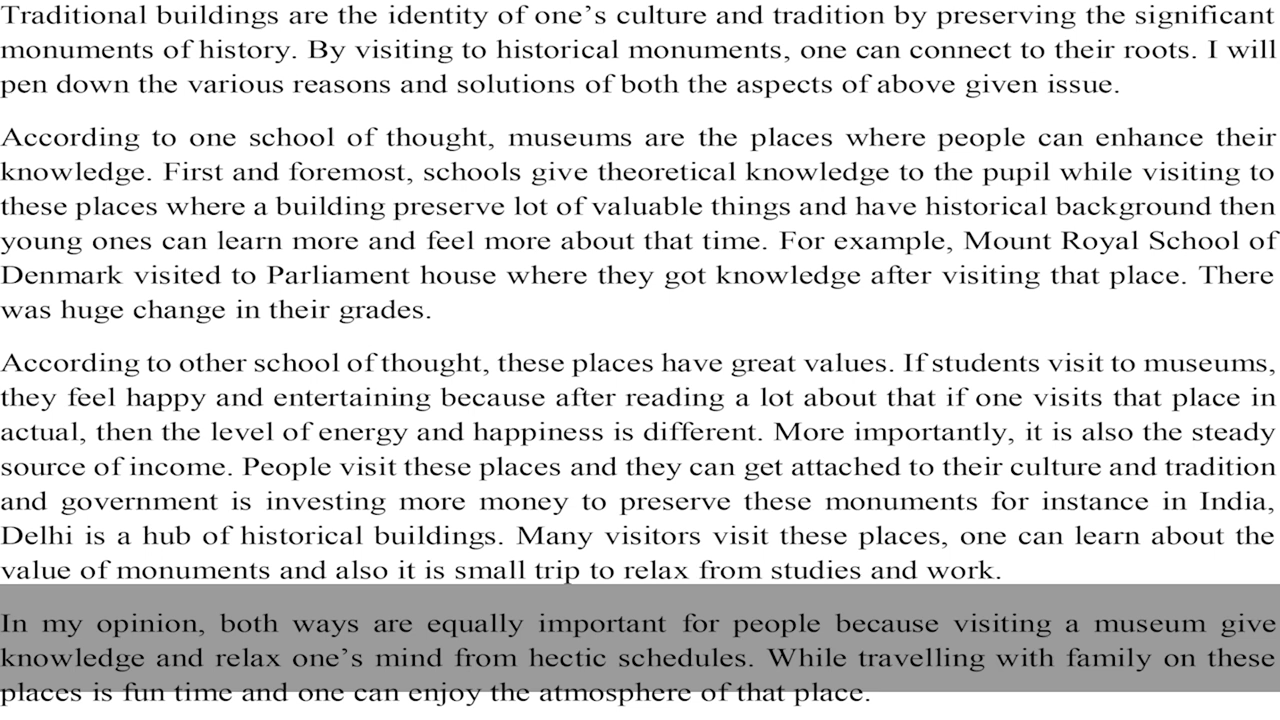 Traditional buildings are the identity of one's culture and tradition by preserving the significant
monuments of history. By visiting to historical monuments, one can connect to their roots. I will
pen down the various reasons and solutions of both the aspects of above given issue.
According to one school of thought, museums are the places where people can enhance their
knowledge. First and foremost, schools give theoretical knowledge to the pupil while visiting to
these places where a building preserve lot of valuable things and have historical background then
young ones can learn more and feel more about that time. For example, Mount Royal School of
Denmark visited to Parliament house where they got knowledge after visiting that place. There
was huge change in their grades.
According to other school of thought, these places have great values. If students visit to museums,
they feel happy and entertaining because after reading a lot about that if one visits that place in
actual, then the level of energy and happiness is different. More importantly, it is also the steady
source of income. People visit these places and they can get attached to their culture and tradition
and government is investing more money to preserve these monuments for instance in India,
Delhi is a hub of historical buildings. Many visitors visit these places, one can learn about the
value of monuments and also it is small trip to relax from studies and work.
In my opinion, both ways are equally important for people because visiting a museum give
knowledge and relax one's mind from hectic schedules. While travelling with family on these
places is fun time and one can enjoy the atmosphere of that place.